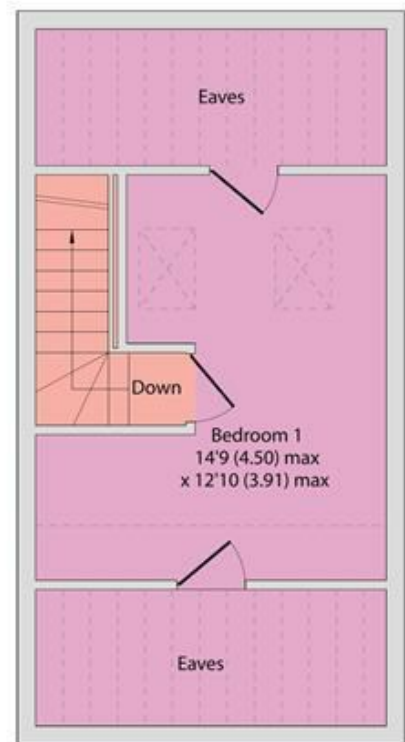 Eaves
Down
Bedroom 1
14'9 (4.50) max
x 12'10 (3.91) max
Eaves